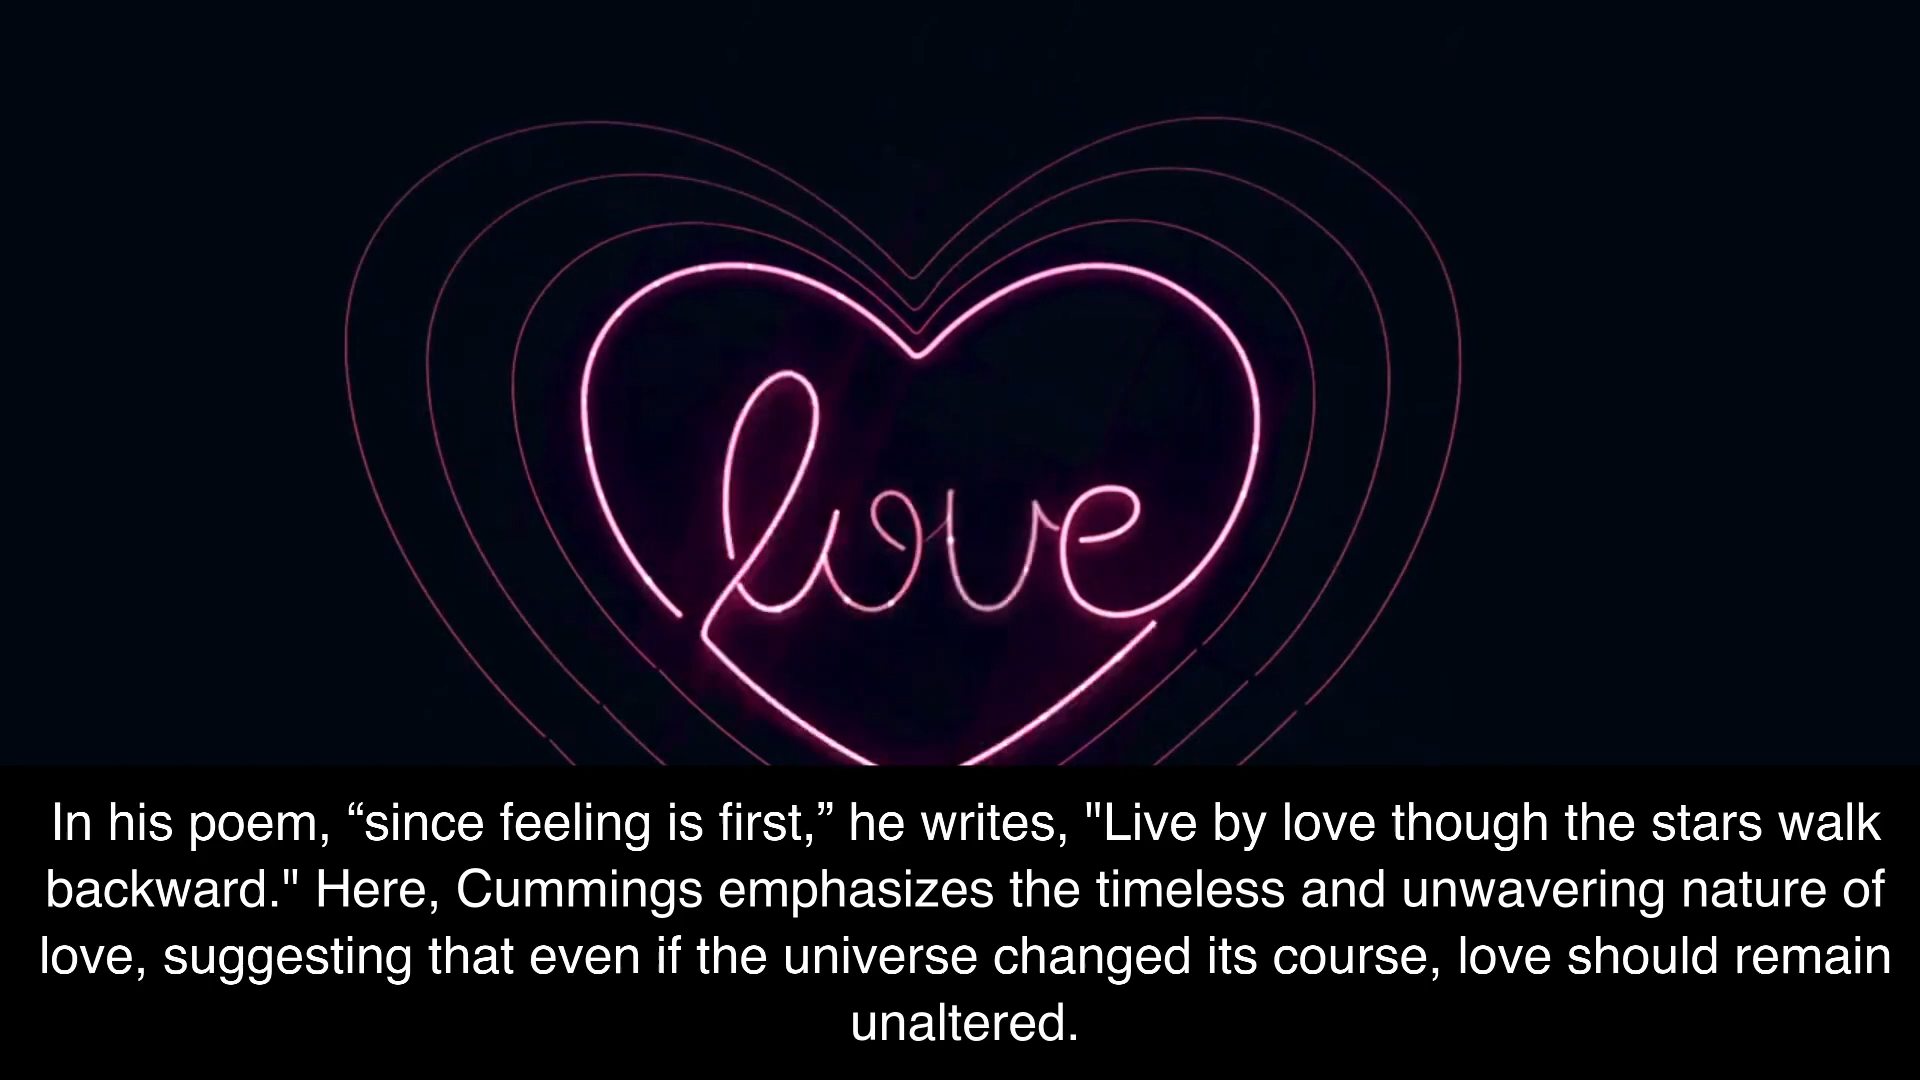 love
In his poem, “since feeling is first,” he writes, "Live by love though the stars walk
backward." Here, Cummings emphasizes the timeless and unwavering nature of
love, suggesting that even if the universe changed its course, love should remain
unaltered.